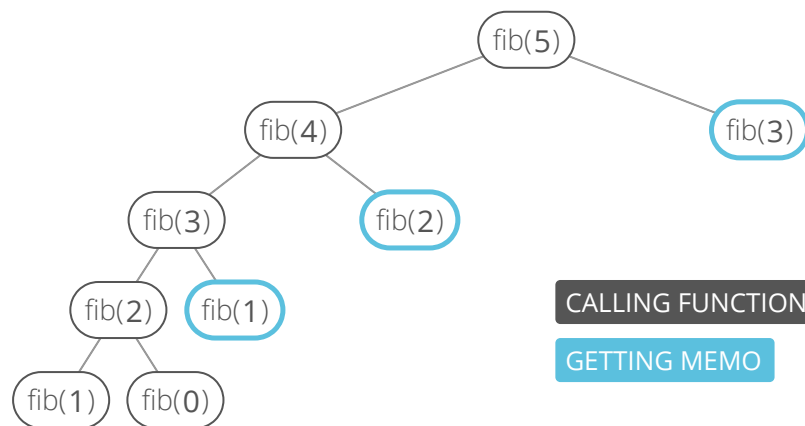 fib(5)
fib(4)
fib(3)
fib(3)
fib(2)
fib(2)
fib(1)
fib(1)
fib(0)
CALLING FUNCTION
GETTING MEMO